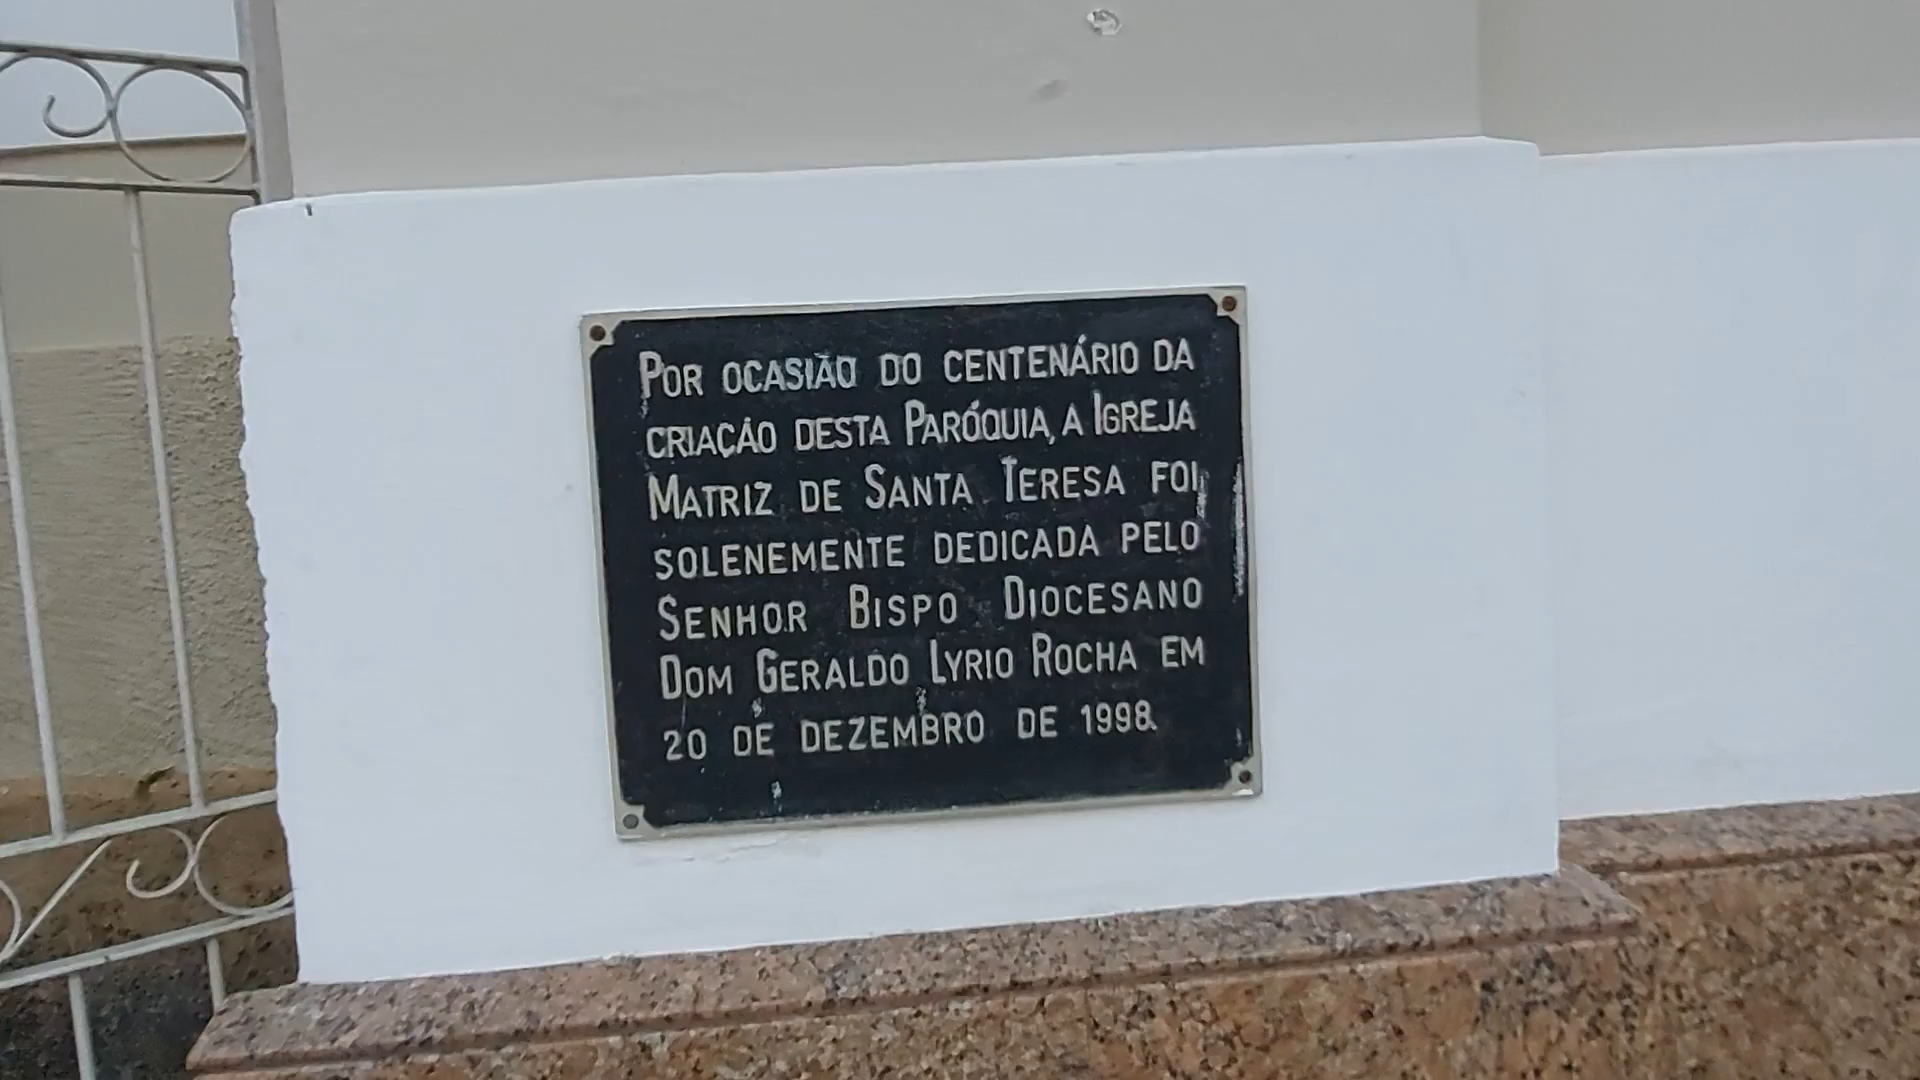 POR OCASIÃO DO CENTENÁRIO DA
CRIAÇÃO DESTA PARÓQUIA, A IGREJA
MATRIZ DE SANTA TERESA FOI
SOLENEMENTE DEDICADA PELO
SENHOR BISPO DIOCESANO
DOM GERALDO LYRIO ROCHA EM
20 DE DEZEMBRO DE 1998.